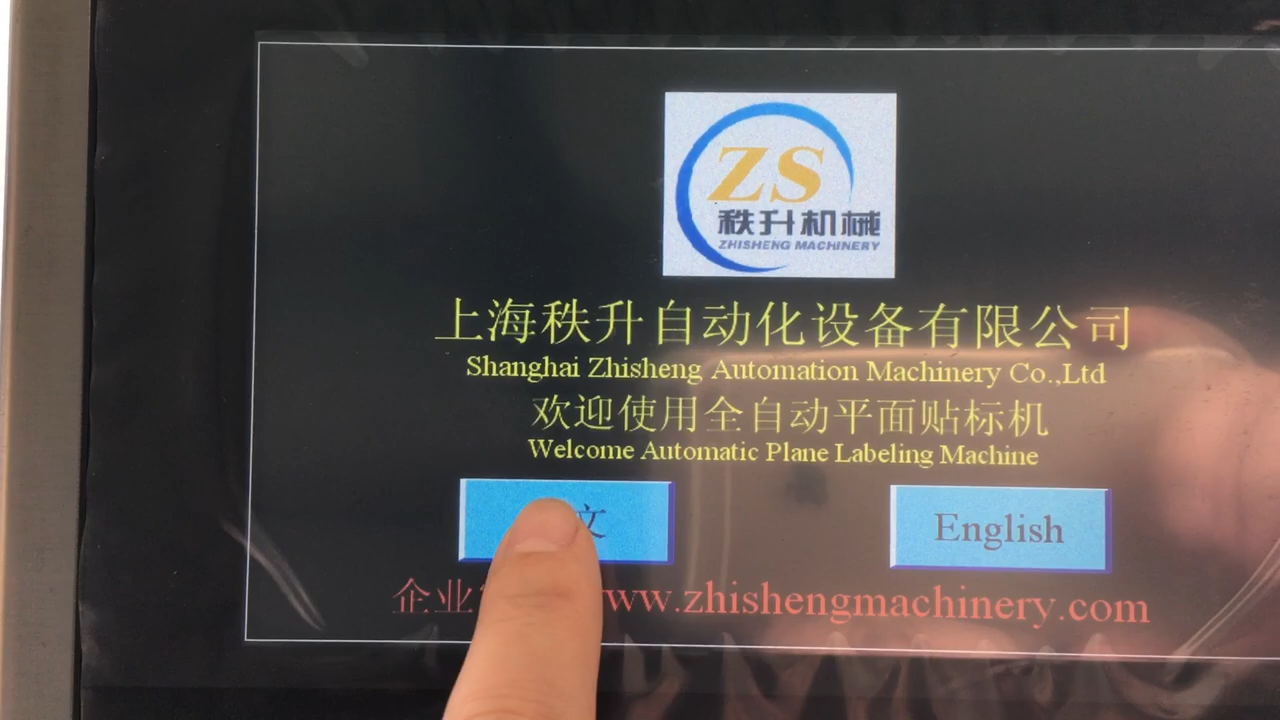 ZS
秩升机械
ZHISHENG MACHINERY
上海秩升自动化设备有限公司
Shanghai Zhisheng Automation Machinery Co.,Ltd
欢迎使用全自动平面贴标机
Welcome Automatic Plane Labeling Machine
文 English
企业 ww.zhishengmachinery.com